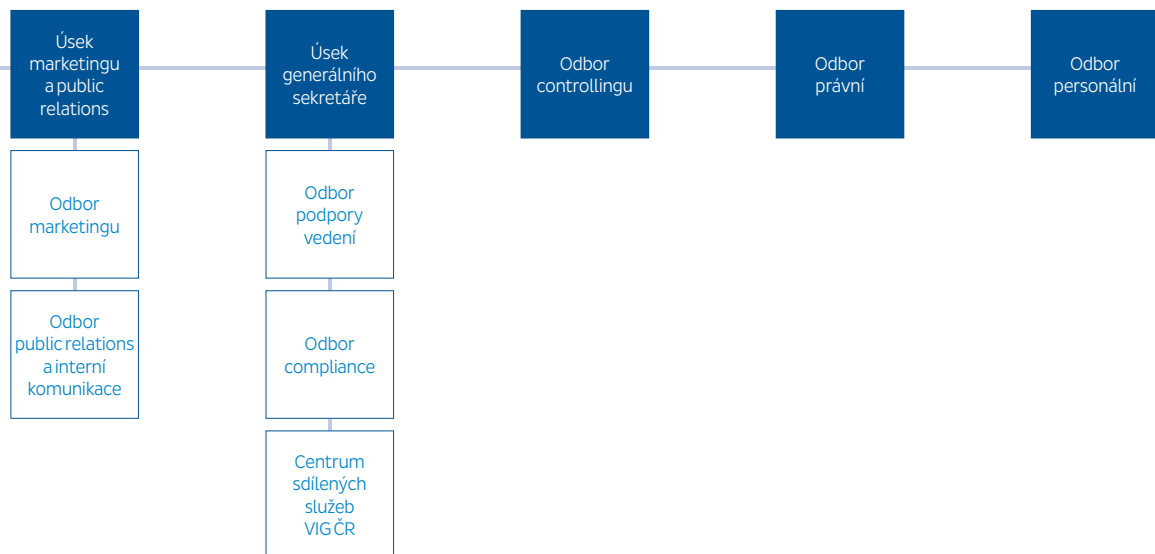 Úsek
marketingu
a public
relations
Odbor
marketingu
Odbor
public relations
a interní
komunikace
Úsek
generálního
sekretáře
Odbor
podpory
vedení
Odbor
compliance
Centrum
sdílených
služeb
VIG ČR
Odbor
controllingu
Odbor
právní
Odbor
personální